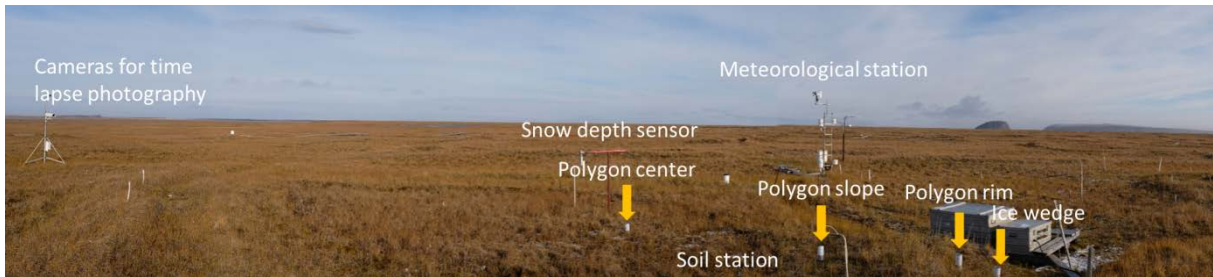 Cameras for time
lapse photography
Meteorological station
Snow depth sensor
Polygon center
Polygon slope
Polygon rim
Ice wedge
Soil station